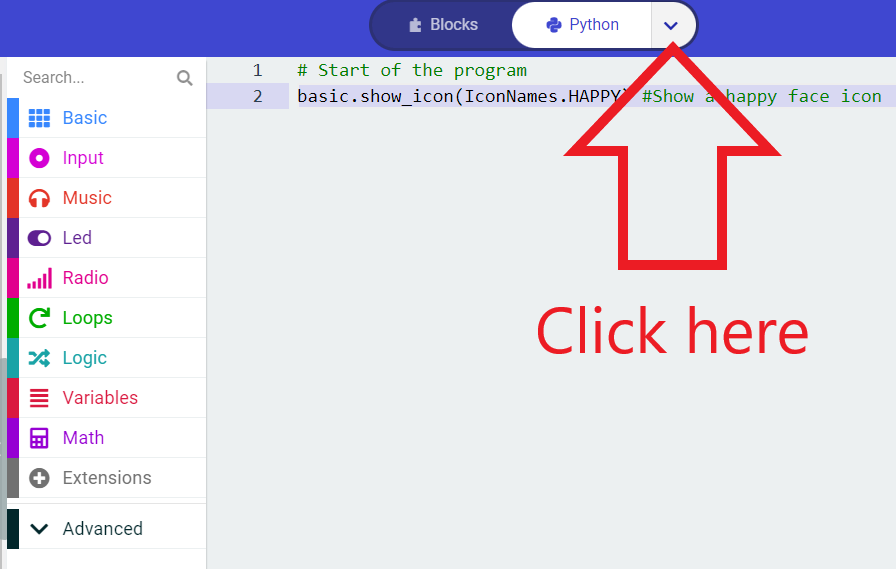 Blocks
Python
Search...
Basic
Input
Music
Led
Radio
Loops
Logic
Variables
Math
Extensions
Advanced
1 # Start of the program
2 basic.show_icon(IconNames.HAPPY) #Show a happy face icon
Click here